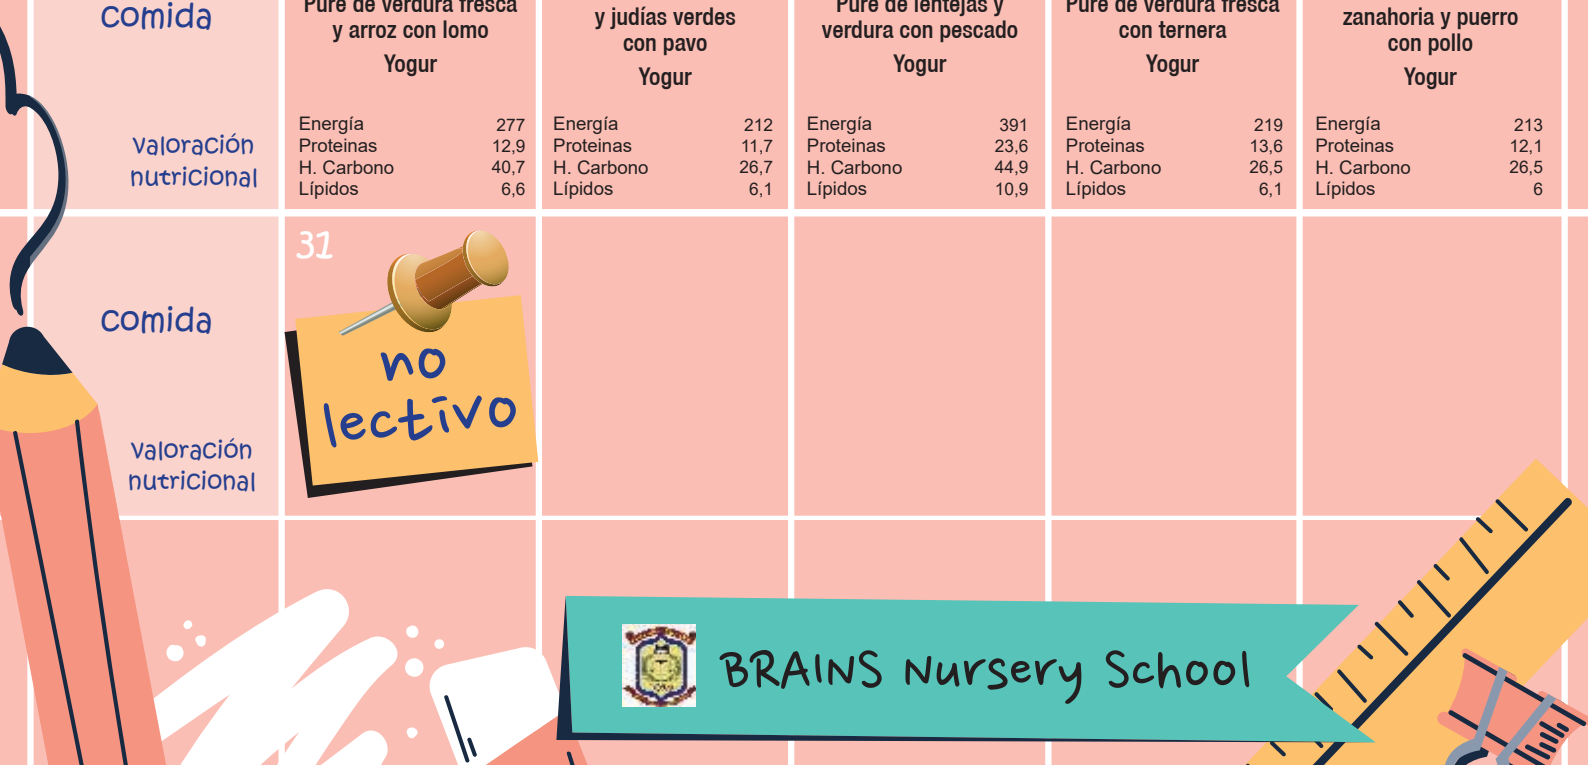 comida
Puré de verdura fresca
y arroz con lomo
Yogur
y judías verdes
con pavo
Yogur
Puré de lentejas y
verdura con pescado
Yogur
Puré de verdura fresca
con ternera
Yogur
zanahoria y puerro
con pollo
Yogur
valoración
nutricional
Energía 277
Proteinas 12,9
H. Carbono 40,7
Lípidos 6,6
Energía 212
Proteinas 11,7
H. Carbono 26,7
Lípidos 6,1
Energía 391
Proteinas 23,6
H. Carbono 44,9
Lípidos 10,9
Energía 219
Proteinas 13,6
H. Carbono 26,5
Lípidos 6,1
Energía 213
Proteinas 12,1
H. Carbono 26,5
Lípidos 6
31
comida
no
lectivo
valoración
nutricional
BRAINS Nursery School